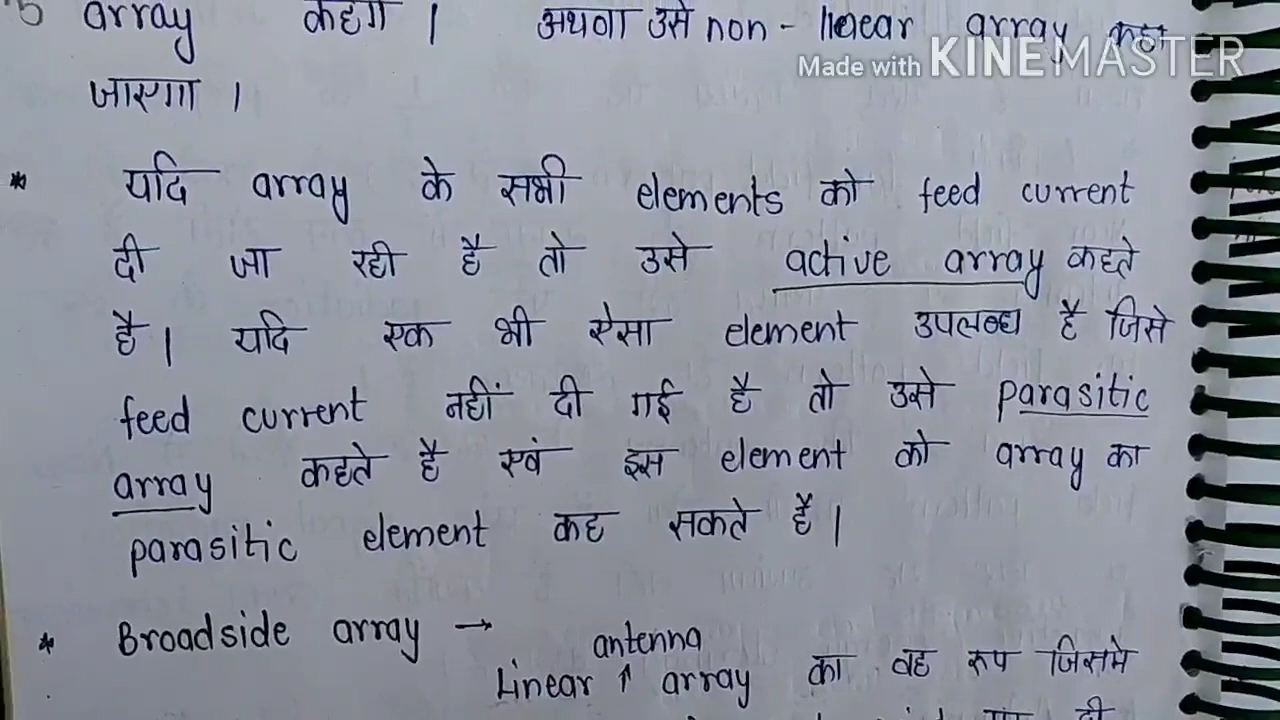 array कहेगें । अथवा उसे non - linear array कहा
Made with KINEMASTER
जाएगा ।
* यदि array के सभी elements को feed current
दी जा रही है तो उसे active array कहते
है । यदि एक भी ऐसा element उपलब्ध है जिसे
feed current नहीं दी गई है तो उसे parasitic
array कहते है एवं इस element को array का
parasitic element कह सकते है ।
* Broadside array → antenna
Linear ↑ array का वह रूप जिसमे